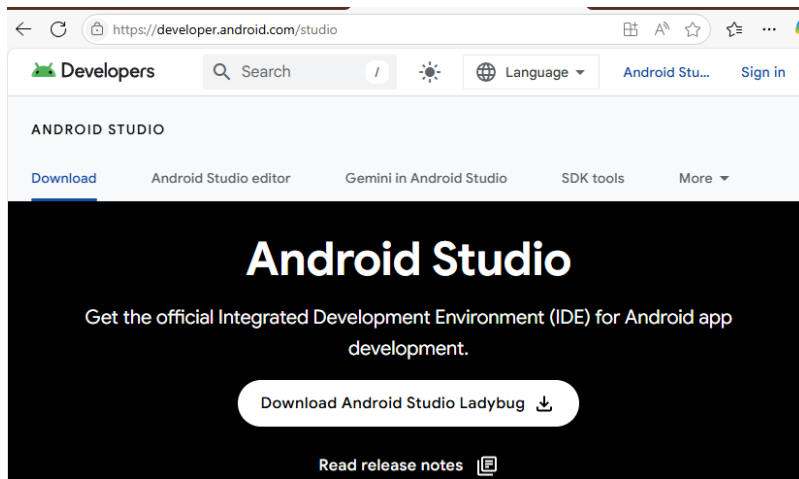 https://developer.android.com/studio
Developers Search / Language Android Stu... Sign in
ANDROID STUDIO
Download Android Studio editor Gemini in Android Studio SDK tools More
Android Studio
Get the official Integrated Development Environment (IDE) for Android app
development.
Download Android Studio Ladybug
Read release notes